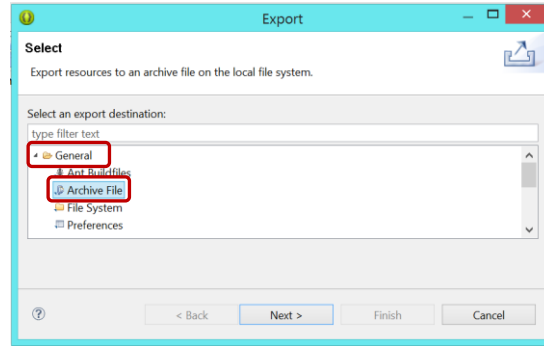 Export
Select
Export resources to an archive file on the local file system.
Select an export destination:
type filter text
General
Ant Buildfiles
Archive File
File System
Preferences
< Back Next > Finish Cancel